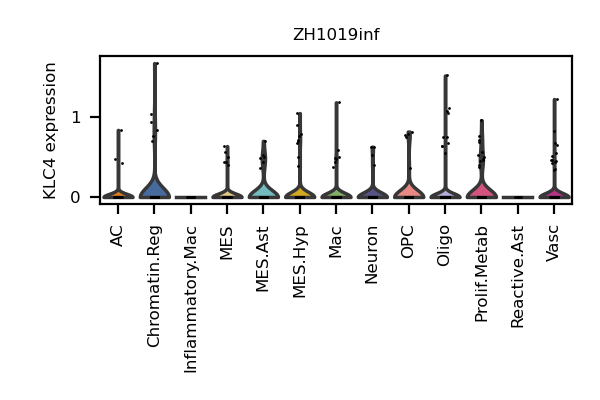 ZH1019inf
KLC4 expression
1
0
AC
Chromatin.Reg
Inflammatory.Mac
MES
MES.Ast
MES.Hyp
Mac
Neuron
OPC
Oligo
Prolif.Metab
Reactive.Ast
Vasc